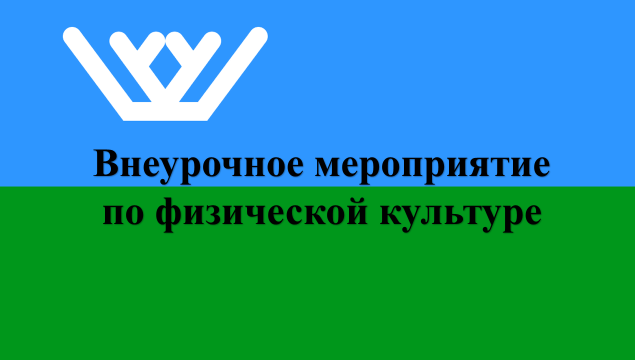 Внеурочное мероприятие
по физической культуре